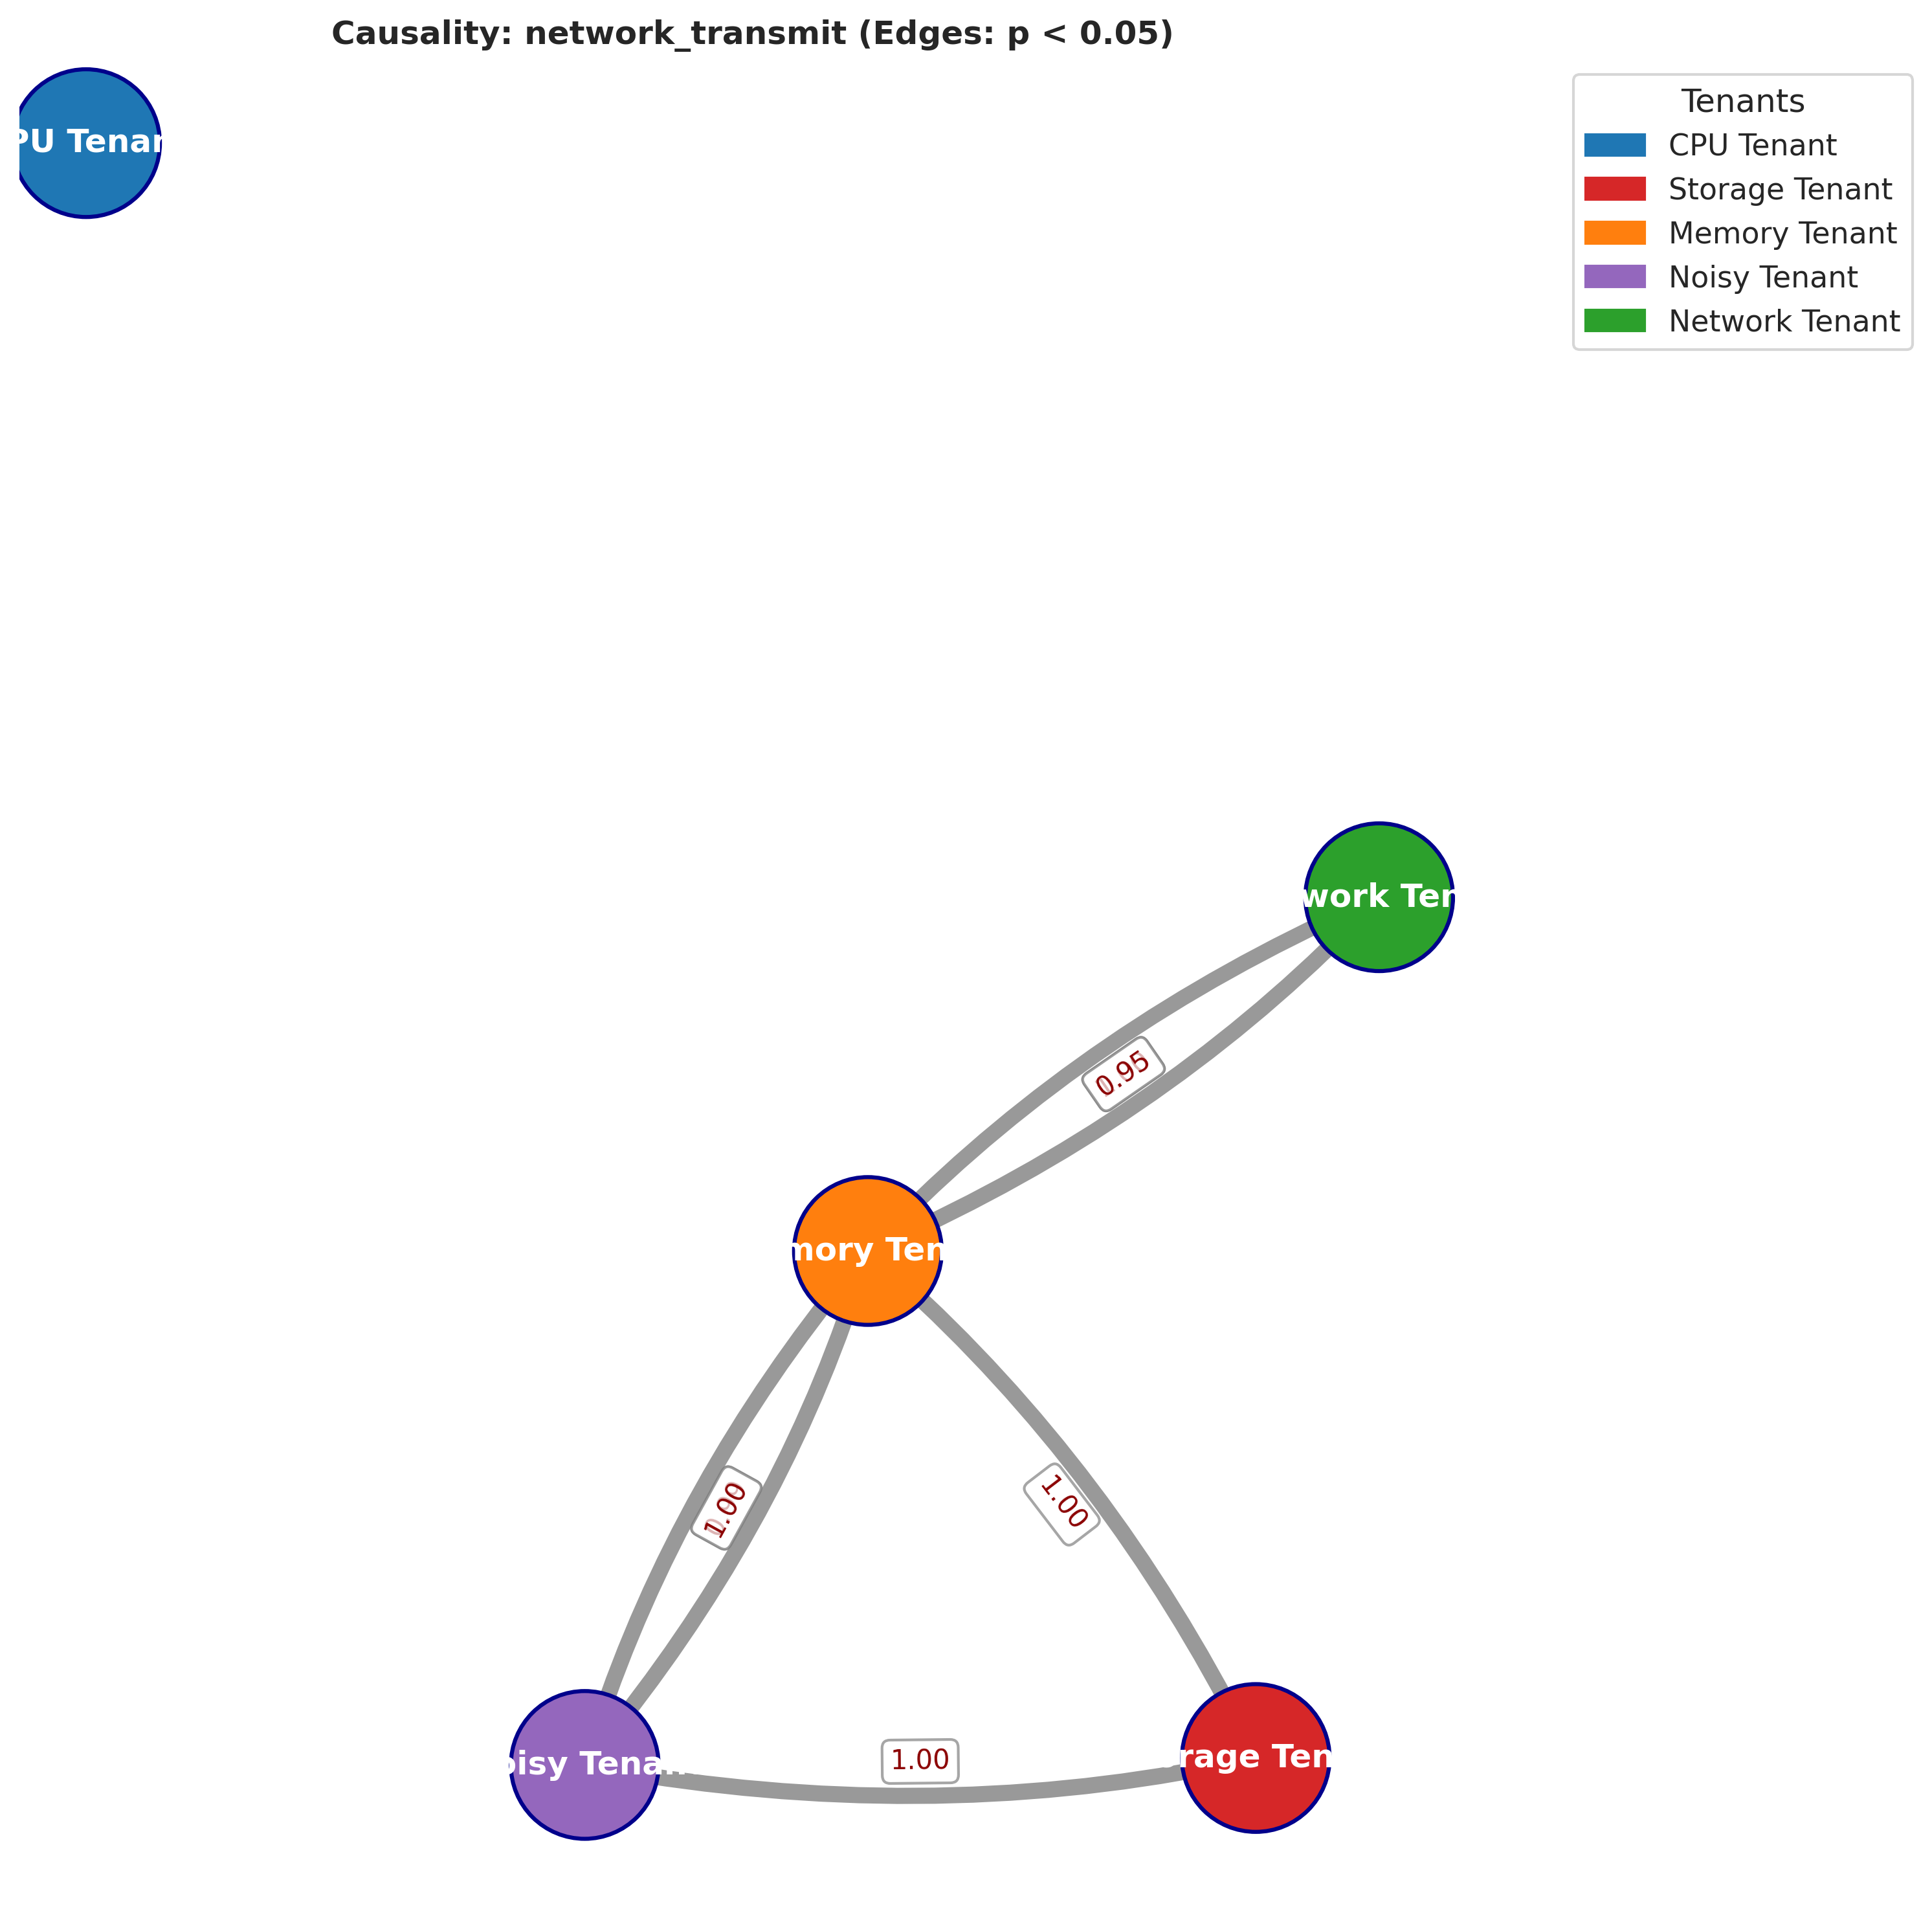 Causality: network_transmit (Edges: p < 0.05)
PU Tenan
Tenants
CPU Tenant
Storage Tenant
Memory Tenant
Noisy Tenant
Network Tenant
work Ten
0.95
mory Ten
1.00
1.00
oisy Tenan
1.00
rage Ten